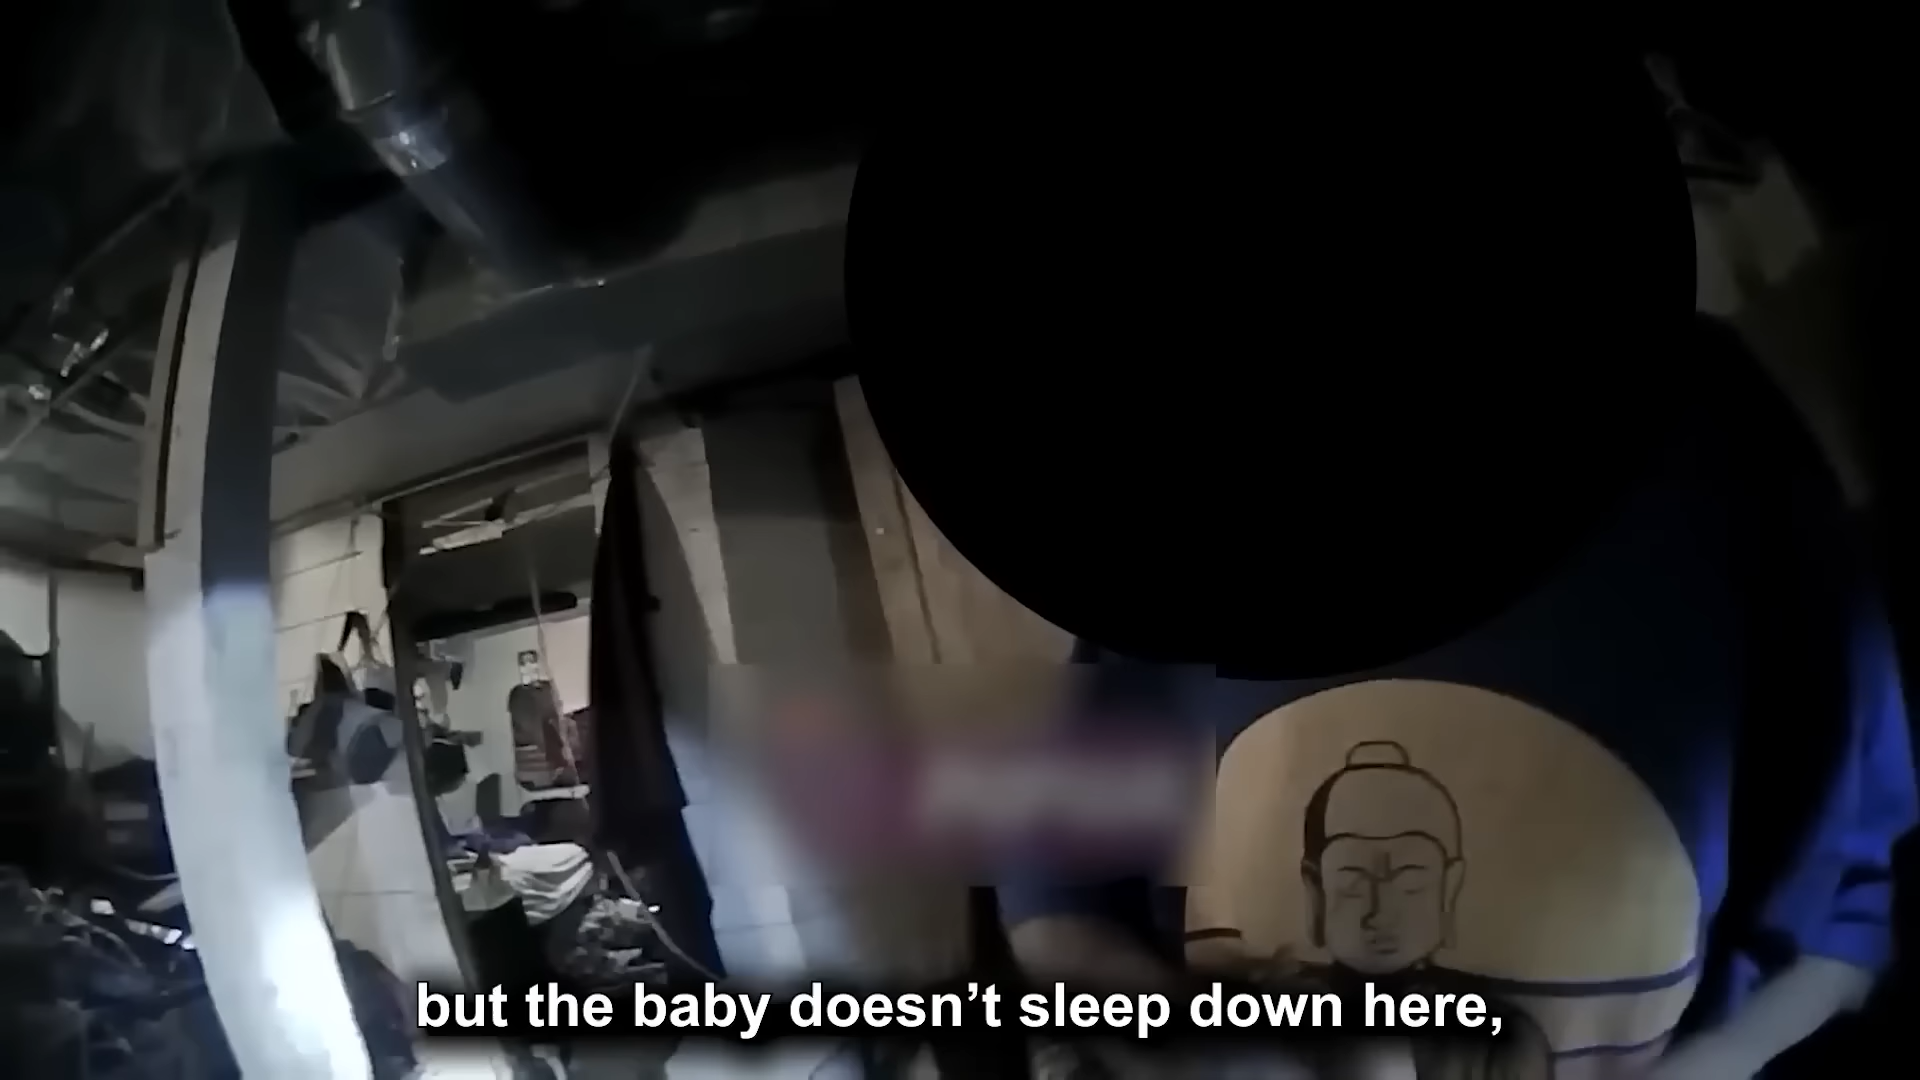 but the baby doesn’t sleep down here,